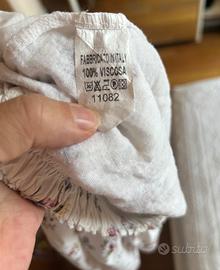 FABBRICATO IN ITALY
100% VISCOSA
11082
subito